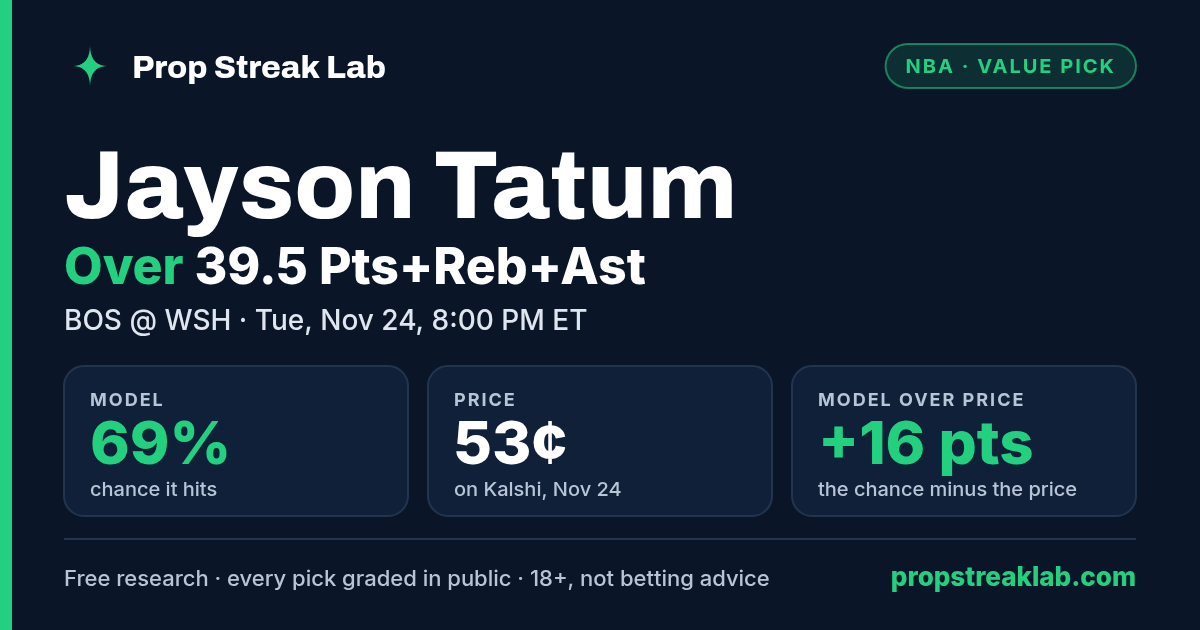 Prop Streak Lab
NBA · VALUE PICK
Jayson Tatum
Over 39.5 Pts+Reb+Ast
BOS @ WSH · Tue, Nov 24, 8:00 PM ET
MODEL
69%
chance it hits
PRICE
53¢
on Kalshi, Nov 24
MODEL OVER PRICE
+16 pts
the chance minus the price
Free research · every pick graded in public · 18+, not betting advice
propstreaklab.com